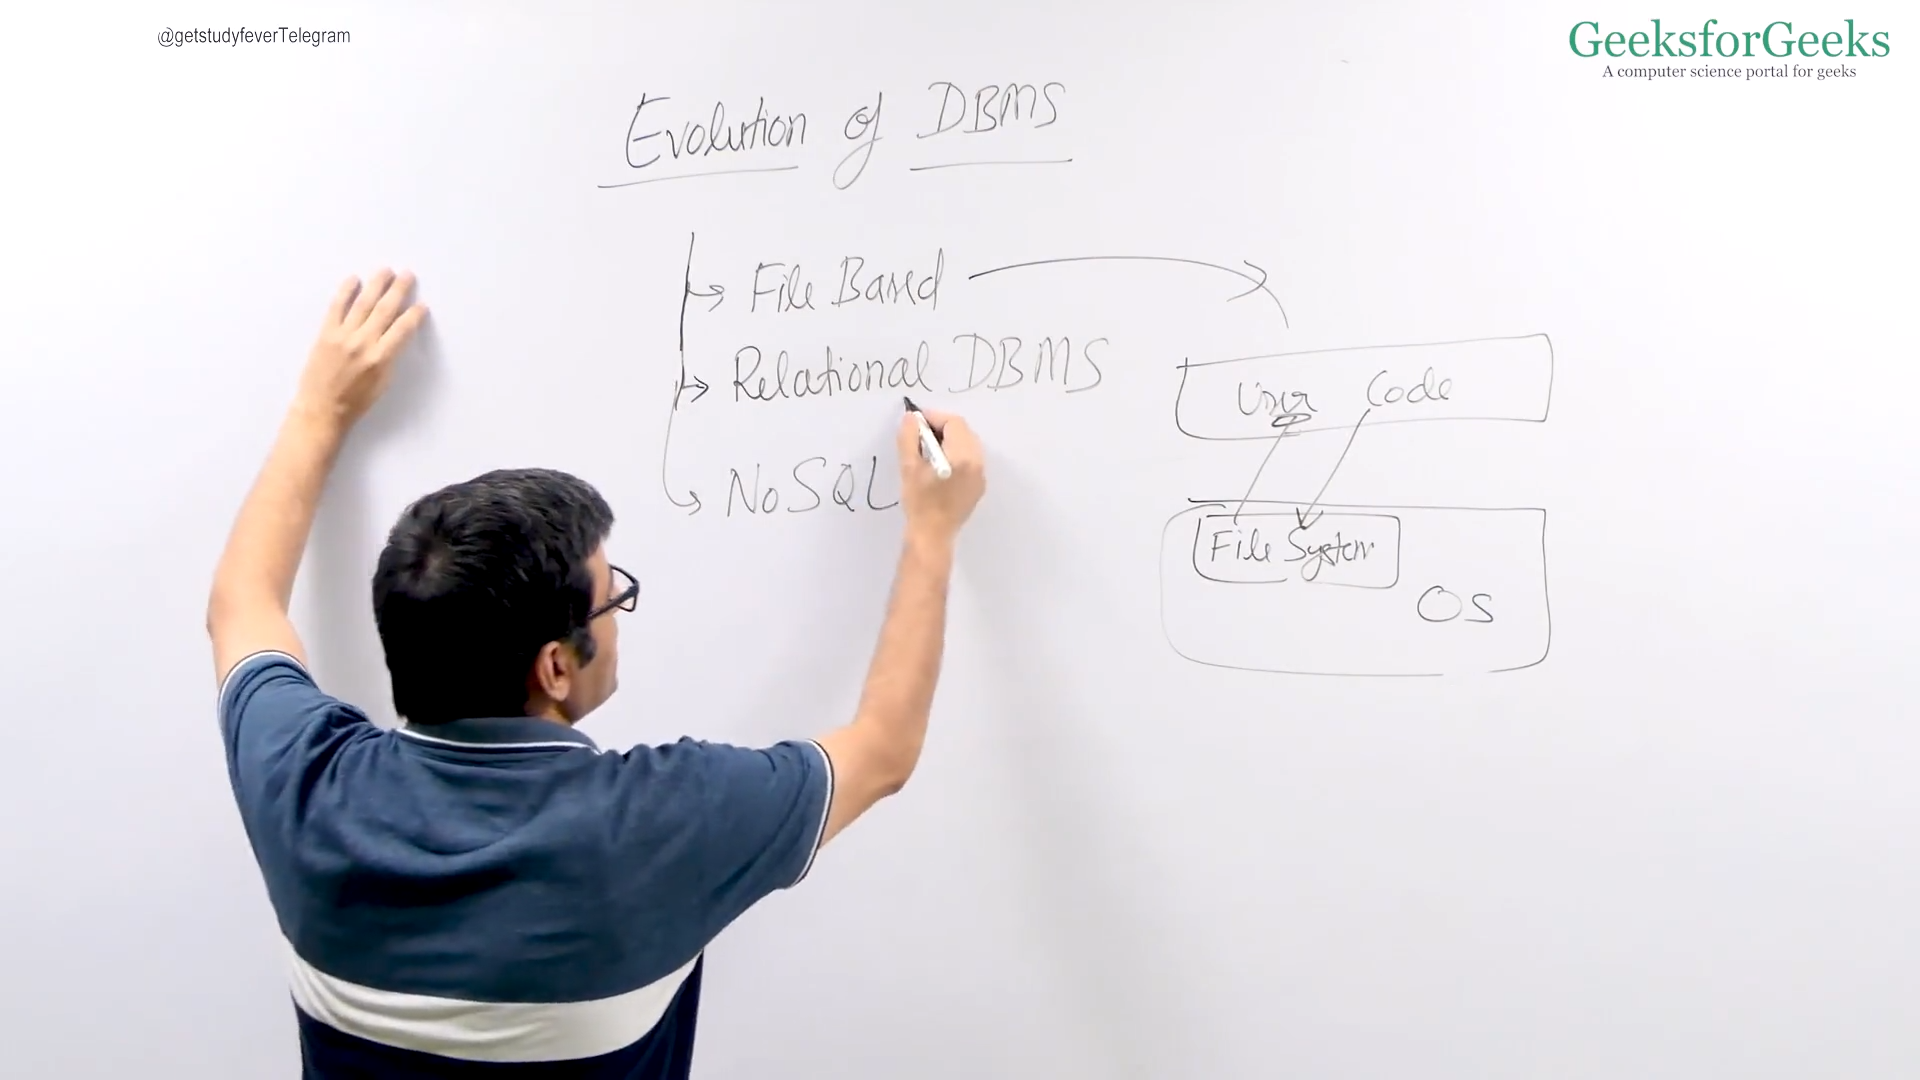 @getstudyfeverTelegram
GeeksforGeeks
A computer science portal for geeks
Evolution of DBMS
File Based
Relational DBMS
NoSQL
User Code
File System
OS